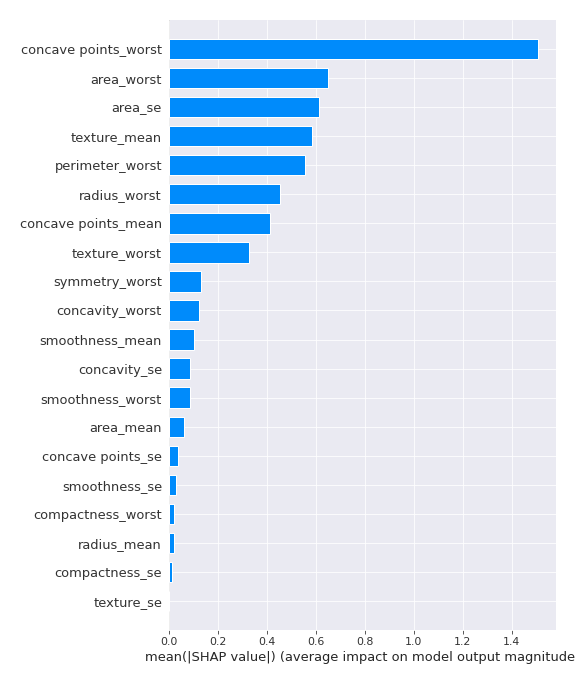 concave points_worst
area_worst
area_se
texture_mean
perimeter_worst
radius_worst
concave points_mean
texture_worst
symmetry_worst
concavity_worst
smoothness_mean
concavity_se
smoothness_worst
area_mean
concave points_se
smoothness_se
compactness_worst
radius_mean
compactness_se
texture_se
0.0 0.2 0.4 0.6 0.8 1.0 1.2 1.4
mean(|SHAP value|) (average impact on model output magnitude